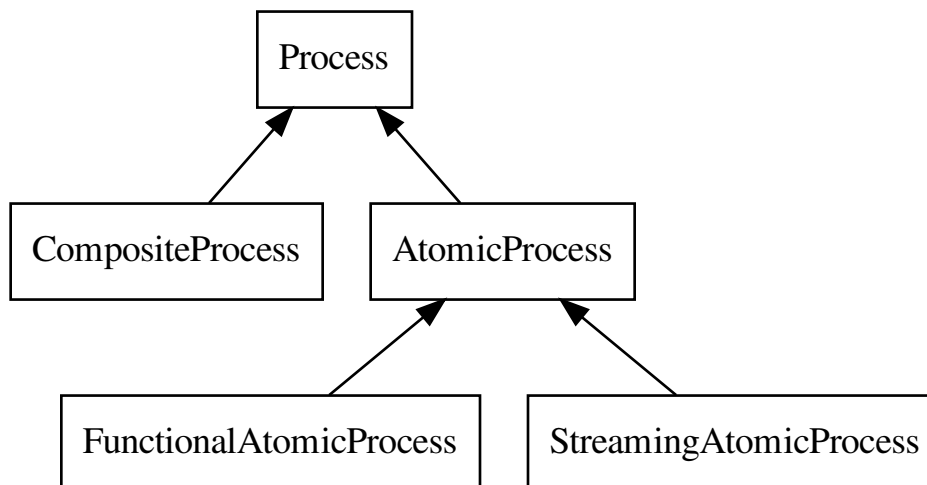 Process
CompositeProcess
AtomicProcess
FunctionalAtomicProcess
StreamingAtomicProcess